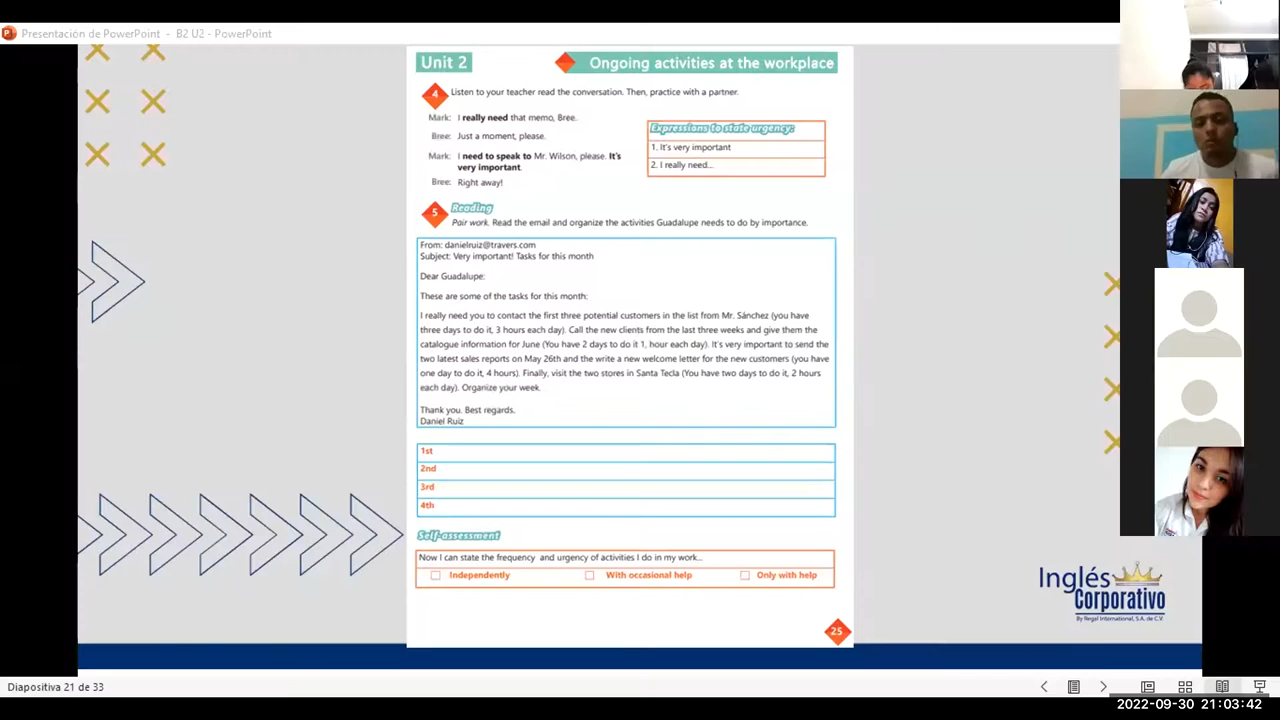 Presentación de PowerPoint - B2 U2 - PowerPoint
Unit 2
Ongoing activities at the workplace
4
Listen to your teacher read the conversation. Then, practice with a partner.
Mark: I really need that memo, Bree.
Bree: Just a moment, please.
Mark: I need to speak to Mr. Wilson, please. It's
very important.
Bree: Right away!
Expressions to state urgency:
1. It's very important
2. I really need...
5
Reading
Pair work. Read the email and organize the activities Guadalupe needs to do by importance.
From: danielruiz@travers.com
Subject: Very important! Tasks for this month
Dear Guadalupe:
These are some of the tasks for this month:
I really need you to contact the first three potential customers in the list from Mr. Sánchez (you have
three days to do it, 3 hours each day). Call the new clients from the last three weeks and give them the
catalogue information for June (You have 2 days to do it 1, hour each day). It's very important to send the
two latest sales reports on May 26th and the write a new welcome letter for the new customers (you have
one day to do it, 4 hours). Finally, visit the two stores in Santa Tecla (You have two days to do it, 2 hours
each day). Organize your week.
Thank you. Best regards.
Daniel Ruiz
1st
2nd
3rd
4th
Self-assessment
Now I can state the frequency and urgency of activities I do in my work...
Independently
With occasional help
Only with help
25
Inglés
Corporativo
By Regal International, S.A. de C.V.
Diapositiva 21 de 33
2022-09-30 21:03:42